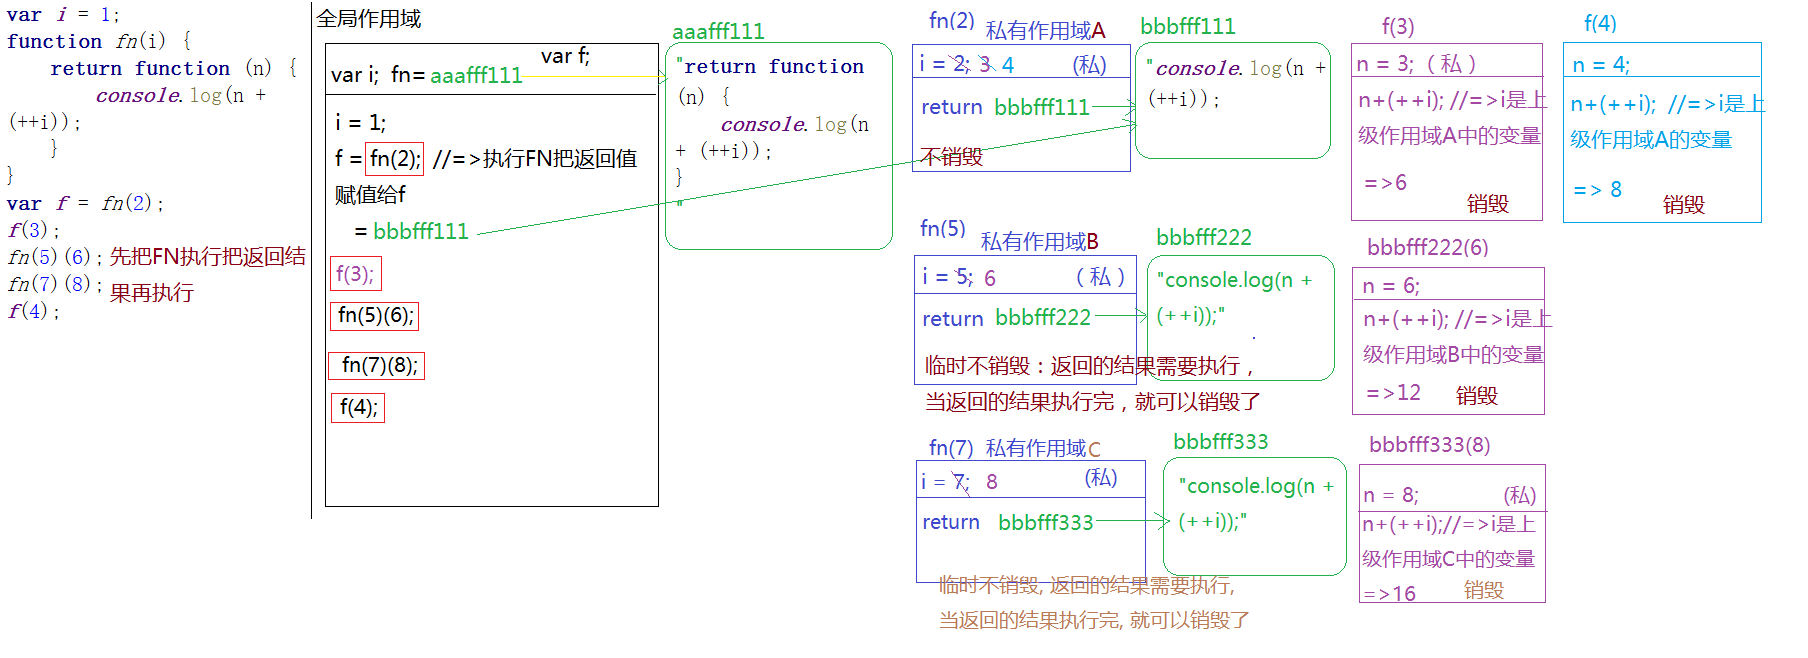 var i = 1;
function fn(i) {
    return function (n) {
        console.log(n +
(++i));
    }
}
var f = fn(2);
f(3);
fn(5)(6); 先把FN执行把返回结
fn(7)(8); 果再执行
f(4);
全局作用域
var f;
var i; fn= aaafff111
i = 1;
f = fn(2); //=>执行FN把返回值
赋值给f
= bbbfff111
f(3);
fn(5)(6);
fn(7)(8);
f(4);
aaafff111
"return function
(n) {
console.log(n
+ (++i));
}
"
fn(2) 私有作用域A
i = 2; 3 4 (私)
return bbbfff111
不销毁
bbbfff111
"console.log(n +
(++i));
f(3)
n = 3; ( 私 )
n+(++i); //=>i是上
级作用域A中的变量
=>6 销毁
f(4)
n = 4;
n+(++i); //=>i是上
级作用域A的变量
=> 8 销毁
fn(5) 私有作用域B
i = 5; 6 ( 私 )
return bbbfff222
临时不销毁：返回的结果需要执行，
当返回的结果执行完，就可以销毁了
bbbfff222
"console.log(n +
(++i));"
bbbfff222(6)
n = 6;
n+(++i); //=>i是上
级作用域B中的变量
=>12 销毁
fn(7) 私有作用域C
i = 7; 8 (私)
return bbbfff333
临时不销毁, 返回的结果需要执行,
当返回的结果执行完, 就可以销毁了
bbbfff333
"console.log(n +
(++i));"
bbbfff333(8)
n = 8; (私)
n+(++i);//=>i是上
级作用域C中的变量
=>16 销毁